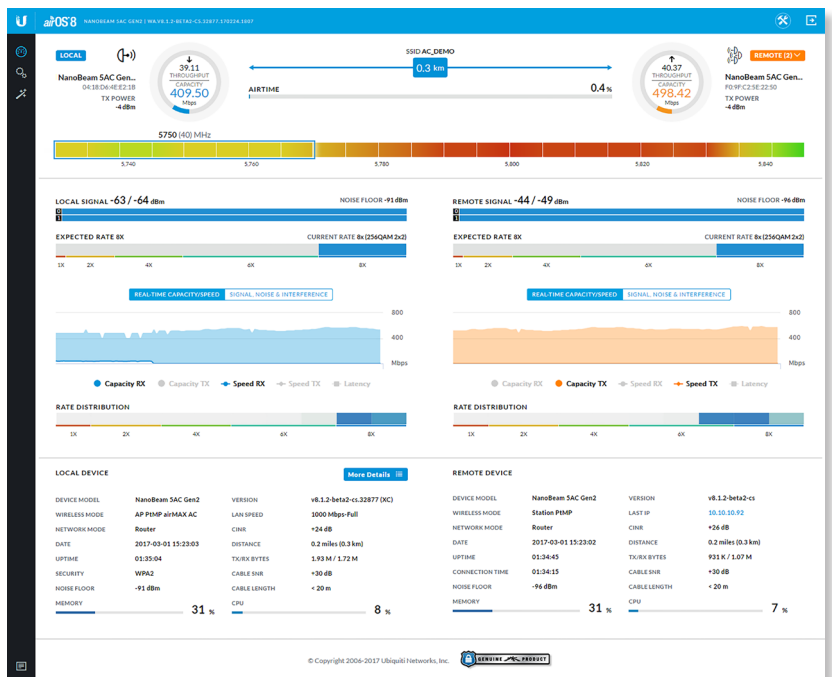 airOS 8 NANOBEAM 5AC GEN2 | WA.V8.1.2-BETA2-CS.32877.170224.1507
LOCAL
NanoBeam 5AC Gen...
04:18:D6:4E:E2:1B
TX POWER
-4 dBm
39.11
THROUGHPUT
CAPACITY
409.50
Mbps
SSID AC_DEMO
0.3 km
AIRTIME 0.4 %
40.37
THROUGHPUT
CAPACITY
498.42
Mbps
REMOTE (2)
NanoBeam 5AC Gen...
F0:9F:C2:5E:22:50
TX POWER
-4 dBm
5750 (40) MHz
5,740 5,760 5,780 5,800 5,820 5,840
LOCAL SIGNAL -63 / -64 dBm NOISE FLOOR -91 dBm
0
1
EXPECTED RATE 8X CURRENT RATE 8x (256QAM 2x2)
1X 2X 4X 6X 8X
REAL-TIME CAPACITY/SPEED SIGNAL, NOISE & INTERFERENCE
800
400
Mbps
Capacity RX Capacity TX Speed RX Speed TX Latency
RATE DISTRIBUTION
1X 2X 4X 6X 8X
REMOTE SIGNAL -44 / -49 dBm NOISE FLOOR -96 dBm
0
1
EXPECTED RATE 8X CURRENT RATE 8x (256QAM 2x2)
1X 2X 4X 6X 8X
REAL-TIME CAPACITY/SPEED SIGNAL, NOISE & INTERFERENCE
800
400
Mbps
Capacity RX Capacity TX Speed RX Speed TX Latency
RATE DISTRIBUTION
1X 2X 4X 6X 8X
LOCAL DEVICE More Details
DEVICE MODEL NanoBeam 5AC Gen2 VERSION v8.1.2-beta2-cs.32877 (XC)
WIRELESS MODE AP PtMP airMAX AC LAN SPEED 1000 Mbps-Full
NETWORK MODE Router CINR +24 dB
DATE 2017-03-01 15:23:03 DISTANCE 0.2 miles (0.3 km)
UPTIME 01:35:04 TX/RX BYTES 1.93 M / 1.72 M
SECURITY WPA2 CABLE SNR +30 dB
NOISE FLOOR -91 dBm CABLE LENGTH < 20 m
MEMORY 31 % CPU 8 %
REMOTE DEVICE
DEVICE MODEL NanoBeam 5AC Gen2 VERSION v8.1.2-beta2-cs
WIRELESS MODE Station PtMP LAST IP 10.10.10.92
NETWORK MODE Router CINR +26 dB
DATE 2017-03-01 15:23:02 DISTANCE 0.2 miles (0.3 km)
UPTIME 01:34:45 TX/RX BYTES 931 K / 1.07 M
CONNECTION TIME 01:34:15 CABLE SNR +30 dB
NOISE FLOOR -96 dBm CABLE LENGTH < 20 m
MEMORY 31 % CPU 7 %
© Copyright 2006-2017 Ubiquiti Networks, Inc. GENUINE PRODUCT